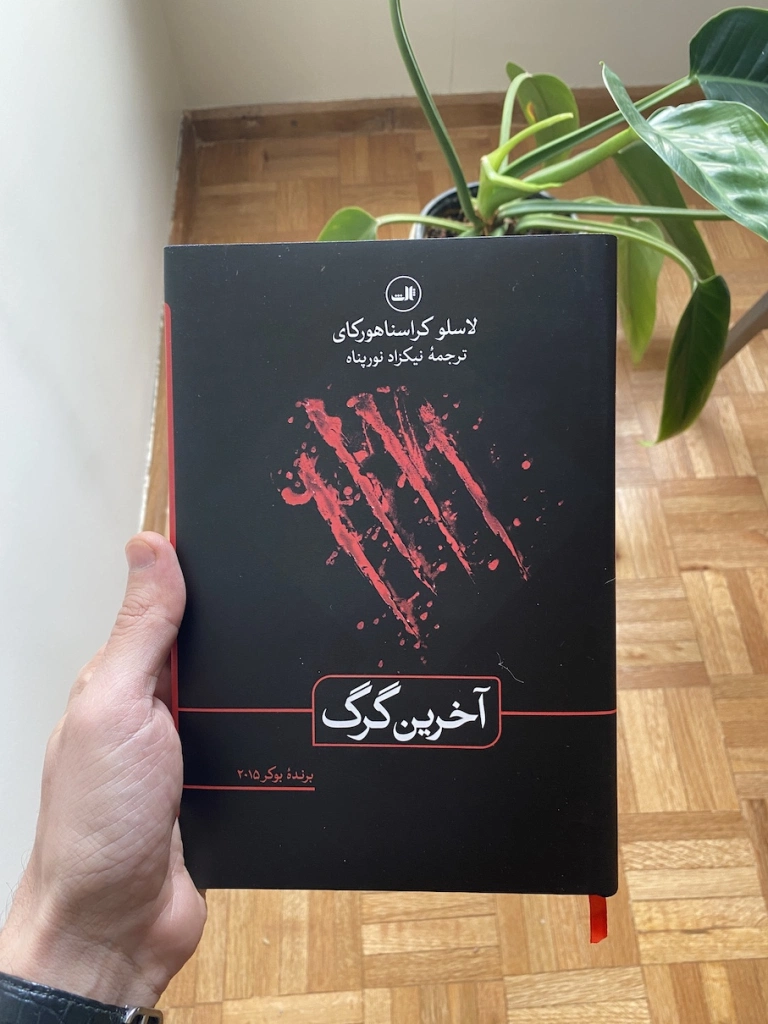 ثالث
لاسلو کراسناهورکای
ترجمهٔ نیکزاد نورپناه
آخرین گرگ
برندهٔ بوکر ۲۰۱۵